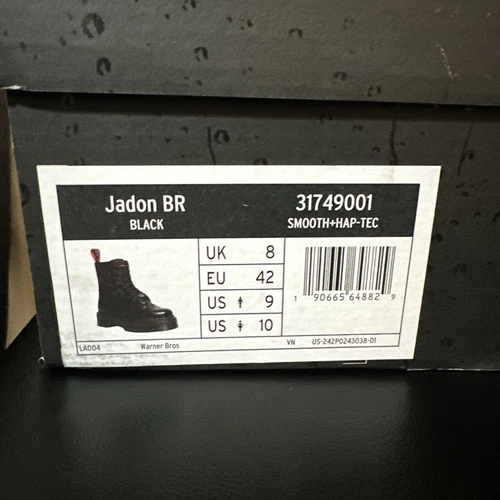 Jadon BR
BLACK
31749001
SMOOTH+HAP-TEC
UK 8
EU 42
US 9
US 10
1 90665 64882 9
LA004 Warner Bros VN US-242P024303B-01